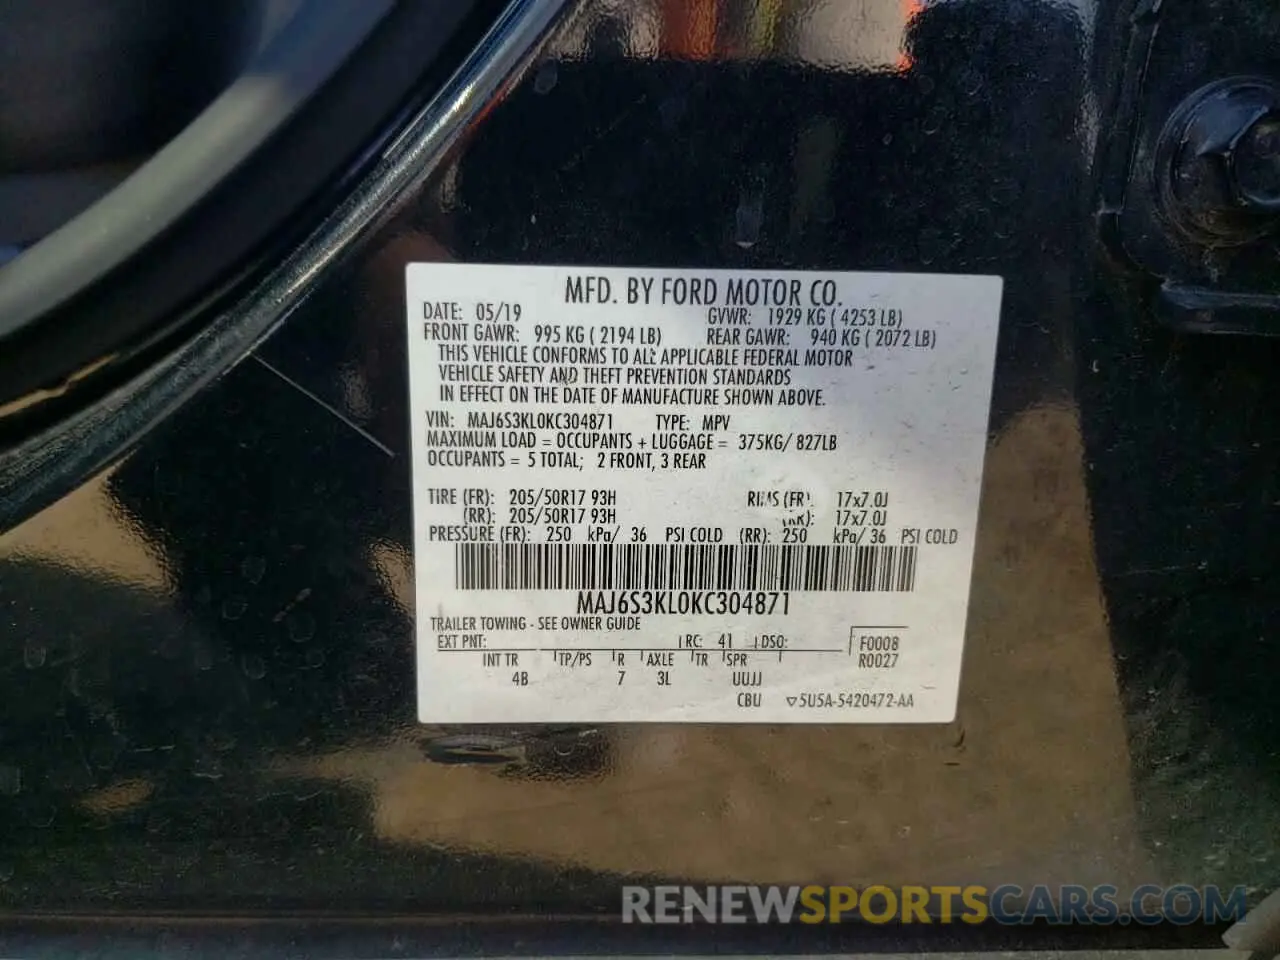 MFD. BY FORD MOTOR CO.
DATE: 05/19 GVWR: 1929 KG ( 4253 LB)
FRONT GAWR: 995 KG ( 2194 LB) REAR GAWR: 940 KG ( 2072 LB)
THIS VEHICLE CONFORMS TO ALL APPLICABLE FEDERAL MOTOR
VEHICLE SAFETY AND THEFT PREVENTION STANDARDS
IN EFFECT ON THE DATE OF MANUFACTURE SHOWN ABOVE.
VIN: MAJ6S3KL0KC304871 TYPE: MPV
MAXIMUM LOAD = OCCUPANTS + LUGGAGE = 375KG/ 827LB
OCCUPANTS = 5 TOTAL; 2 FRONT, 3 REAR
TIRE (FR): 205/50R17 93H RIMS (FR): 17x7.0J
(RR): 205/50R17 93H (RR): 17x7.0J
PRESSURE (FR): 250 kPa/ 36 PSI COLD (RR): 250 kPa/ 36 PSI COLD
MAJ6S3KL0KC304871
TRAILER TOWING - SEE OWNER GUIDE
EXT PNT: RC: 41 DSO: F0008
INT TR TP/PS R AXLE TR SPR R0027
4B 7 3L UUJJ
CBU ▽5U5A-5420472-AA
RENEWSPORTSCARS.COM